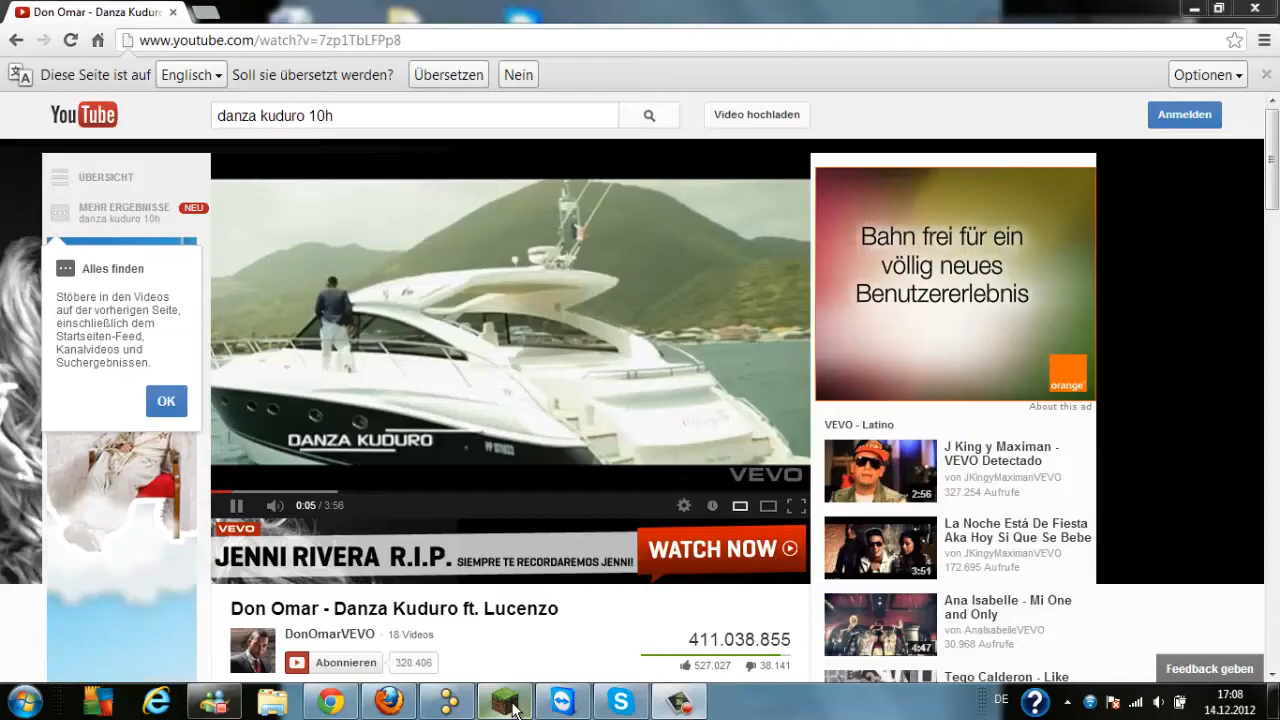 Don Omar - Danza Kudur
www.youtube.com/watch?v=7zp1TbLFPp8
Diese Seite ist auf Englisch Soll sie übersetzt werden? Übersetzen Nein Optionen
YouTube danza kuduro 10h Video hochladen Anmelden
ÜBERSICHT
MEHR ERGEBNISSE NEU
danza kuduro 10h
Alles finden
Stöbere in den Videos
auf der vorherigen Seite,
einschließlich dem
Startseiten-Feed,
Kanalvideos und
Suchergebnissen.
OK
DANZA KUDURO
VEVO
0:05 / 3:56
VEVO
JENNI RIVERA R.I.P. SIEMPRE TE RECORDAREMOS JENNI! WATCH NOW
Don Omar - Danza Kuduro ft. Lucenzo
DonOmarVEVO · 18 Videos
Abonnieren 320.406
411.038.855
527.027 38.141
Bahn frei für ein
völlig neues
Benutzererlebnis
orange
About this ad
VEVO - Latino
J King y Maximan -
VEVO Detectado
von JKingyMaximanVEVO
327.254 Aufrufe
2:56
La Noche Está De Fiesta
Aka Hoy Si Que Se Bebe
von JKingyMaximanVEVO
172.695 Aufrufe
3:51
Ana Isabelle - Mi One
and Only
von AnaIsabelleVEVO
30.968 Aufrufe
4:47
Tego Calderon - Like
Feedback geben
DE
17:08
14.12.2012